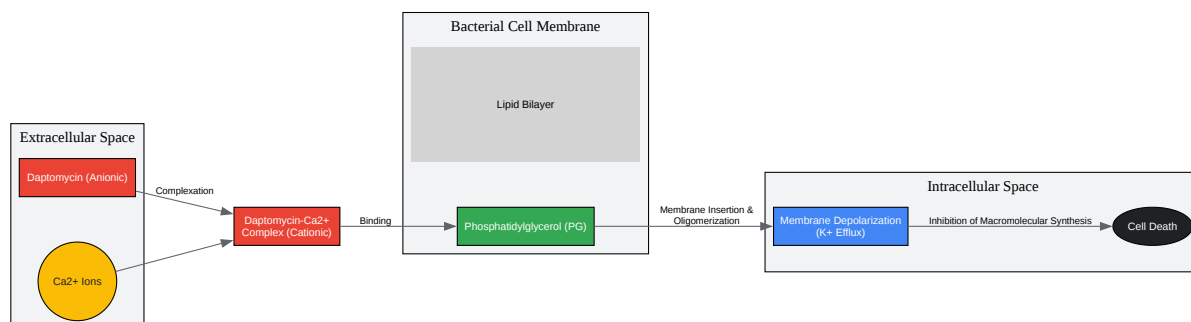 Extracellular Space
Daptomycin (Anionic)
Ca2+ Ions
Complexation
Daptomycin-Ca2+
Complex (Cationic)
Binding
Bacterial Cell Membrane
Lipid Bilayer
Phosphatidylglycerol (PG)
Membrane Insertion &
Oligomerization
Intracellular Space
Membrane Depolarization
(K+ Efflux)
Inhibition of Macromolecular Synthesis
Cell Death